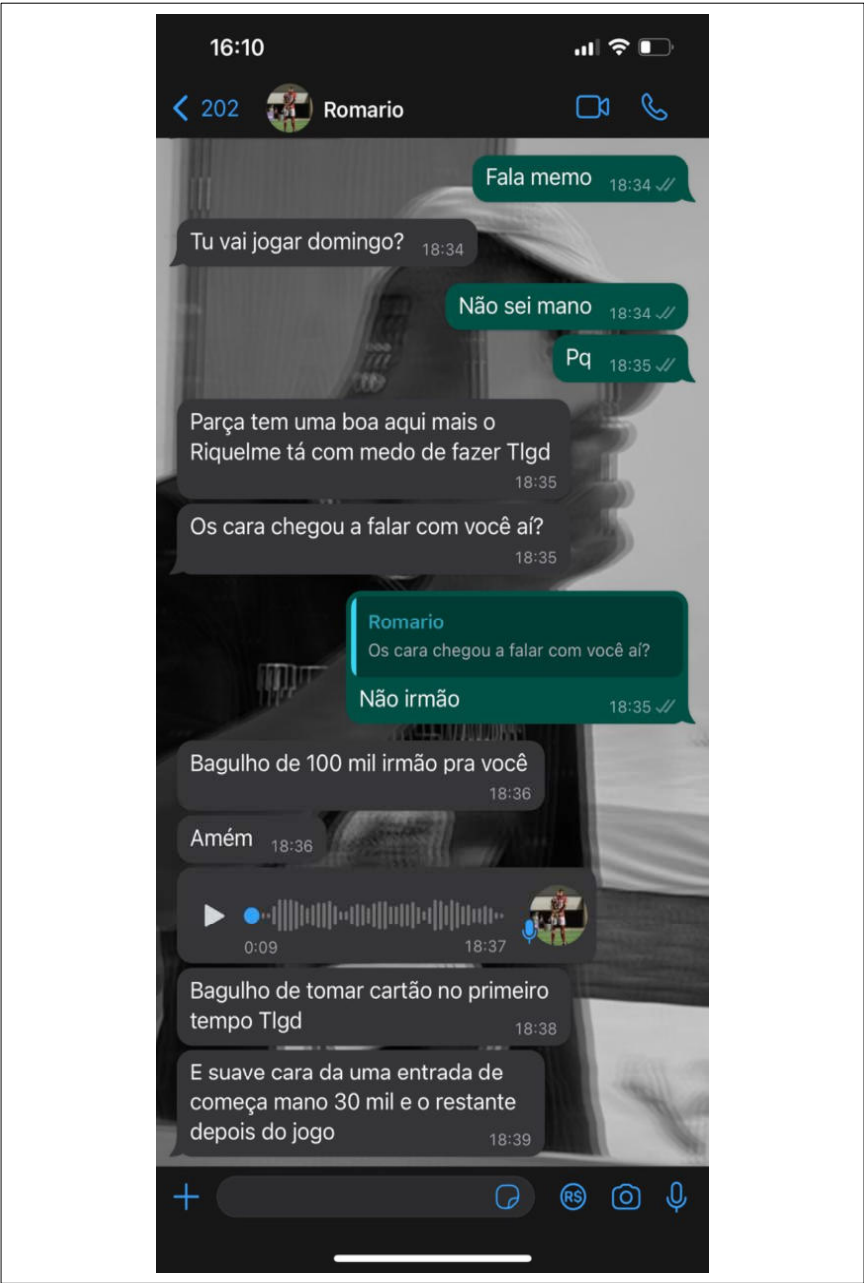 16:10
202
Romario
Fala memo 18:34
Tu vai jogar domingo? 18:34
Não sei mano 18:34
Pq 18:35
Parça tem uma boa aqui mais o
Riquelme tá com medo de fazer Tlgd
18:35
Os cara chegou a falar com você aí?
18:35
Romario
Os cara chegou a falar com você aí?
Não irmão 18:35
Bagulho de 100 mil irmão pra você
18:36
Amém 18:36
0:09 18:37
Bagulho de tomar cartão no primeiro
tempo Tlgd 18:38
E suave cara da uma entrada de
começa mano 30 mil e o restante
depois do jogo 18:39
R$